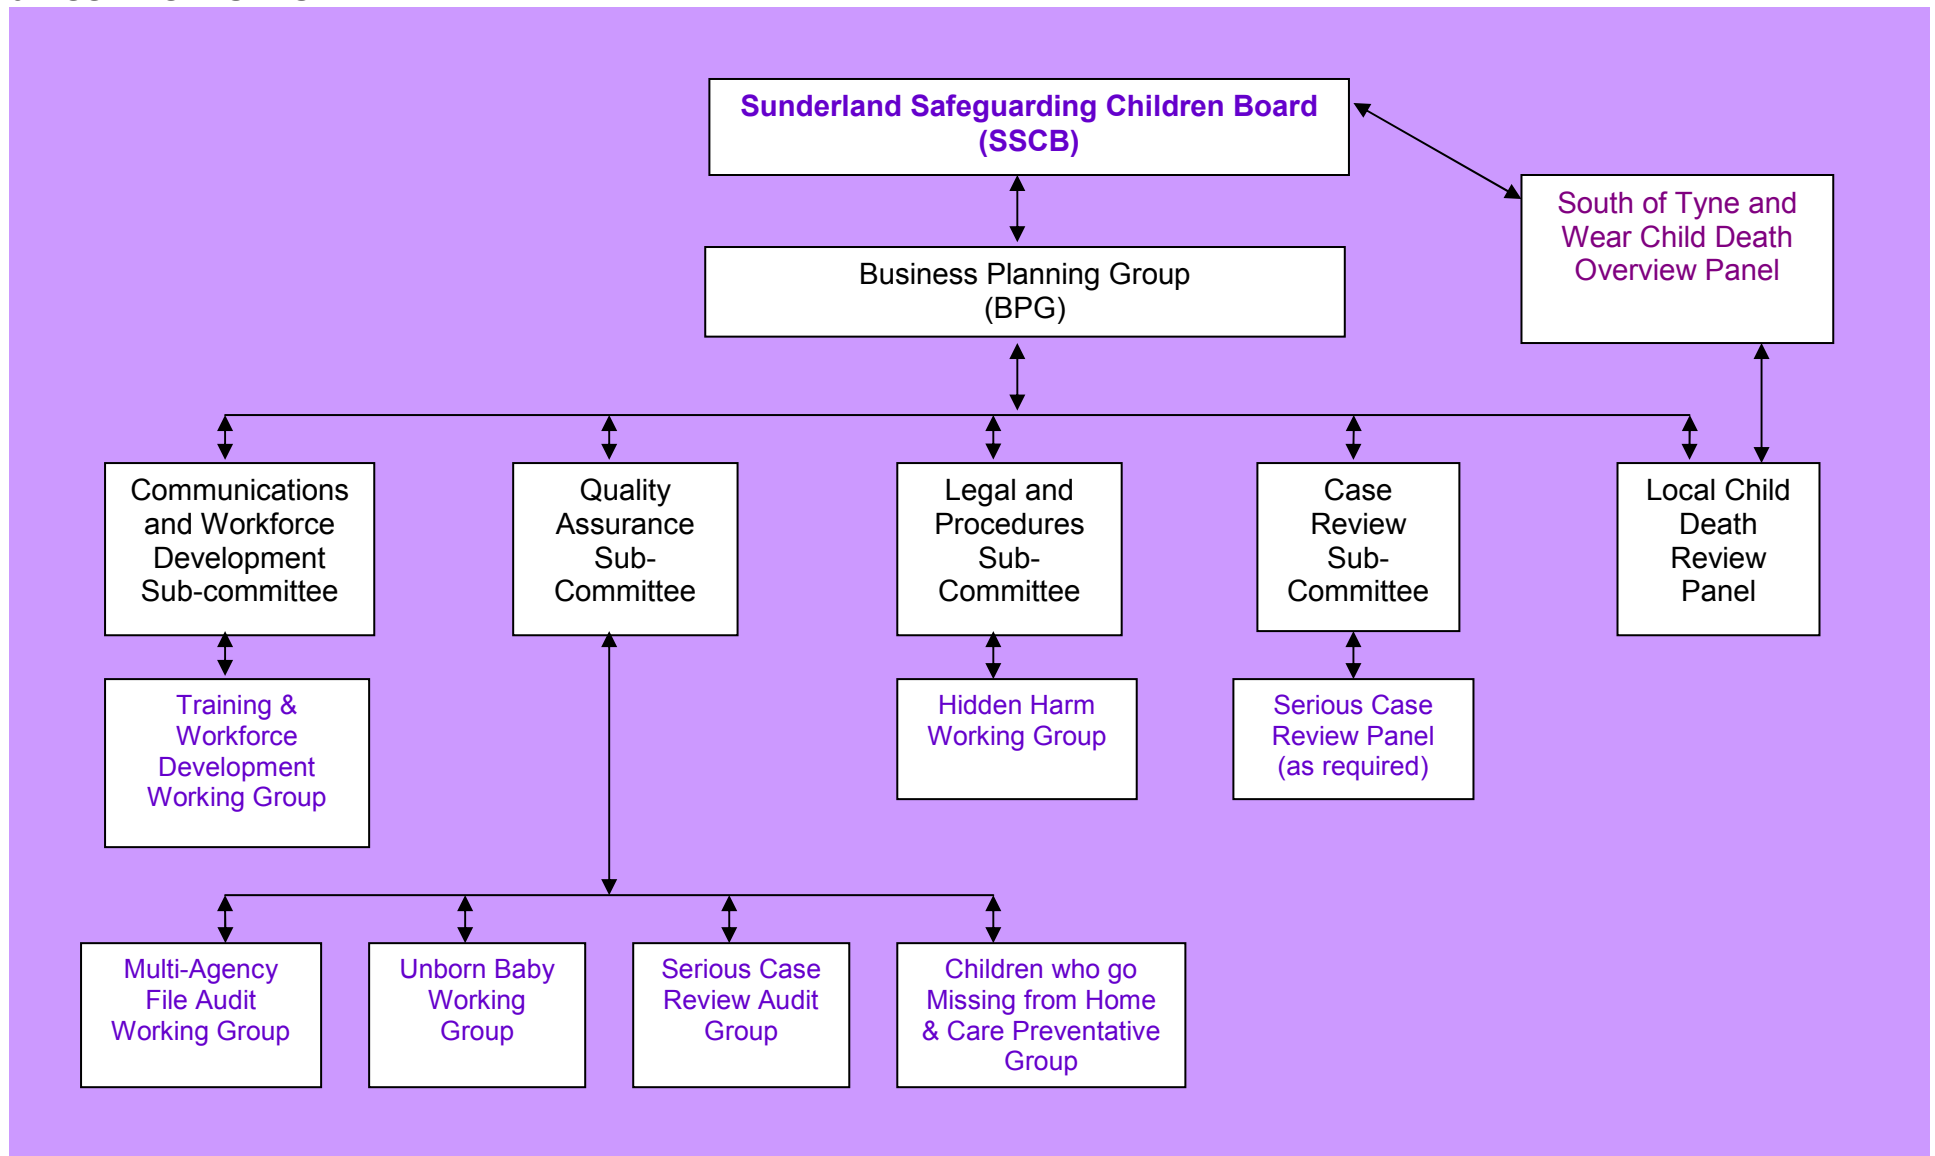 Sunderland Safeguarding Children Board
(SSCB)
South of Tyne and
Wear Child Death
Overview Panel
Business Planning Group
(BPG)
Communications
and Workforce
Development
Sub-committee
Quality
Assurance
Sub-
Committee
Legal and
Procedures
Sub-
Committee
Case
Review
Sub-
Committee
Local Child
Death
Review
Panel
Training &
Workforce
Development
Working Group
Hidden Harm
Working Group
Serious Case
Review Panel
(as required)
Multi-Agency
File Audit
Working Group
Unborn Baby
Working
Group
Serious Case
Review Audit
Group
Children who go
Missing from Home
& Care Preventative
Group